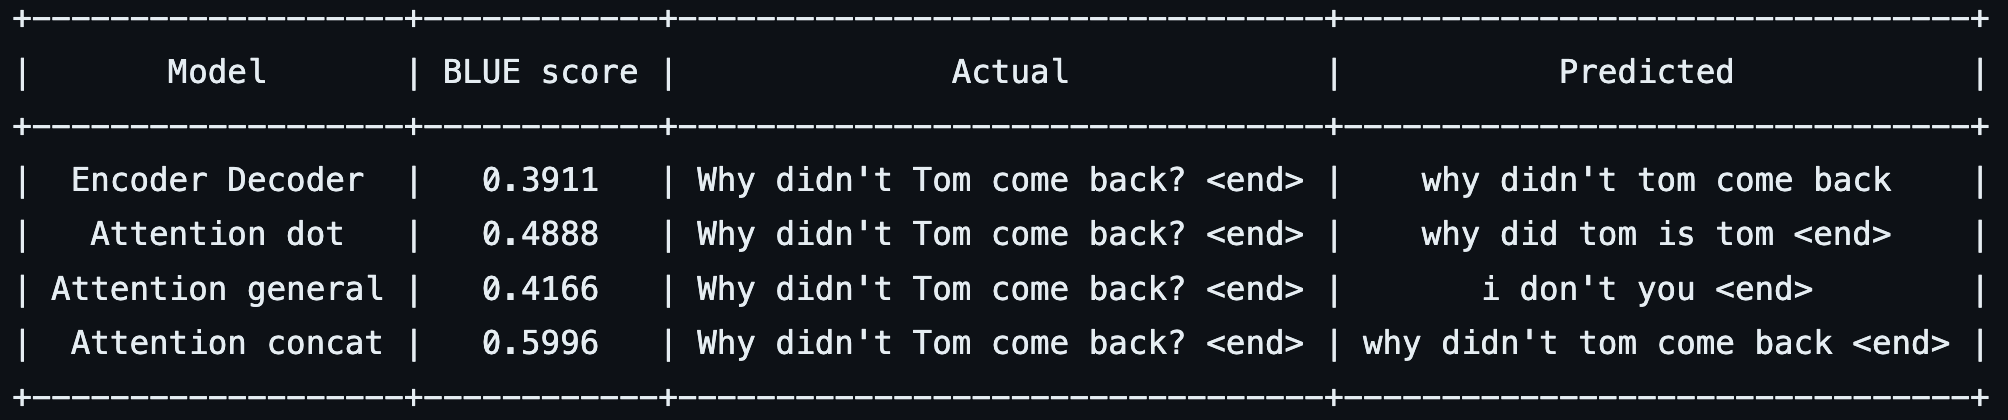 +-------------------+------------+---------------------------------+--------------------------------+
| Model | BLUE score | Actual | Predicted |
+-------------------+------------+---------------------------------+--------------------------------+
| Encoder Decoder | 0.3911 | Why didn't Tom come back? <end> | why didn't tom come back |
| Attention dot | 0.4888 | Why didn't Tom come back? <end> | why did tom is tom <end> |
| Attention general | 0.4166 | Why didn't Tom come back? <end> | i don't you <end> |
| Attention concat | 0.5996 | Why didn't Tom come back? <end> | why didn't tom come back <end> |
+-------------------+------------+---------------------------------+--------------------------------+